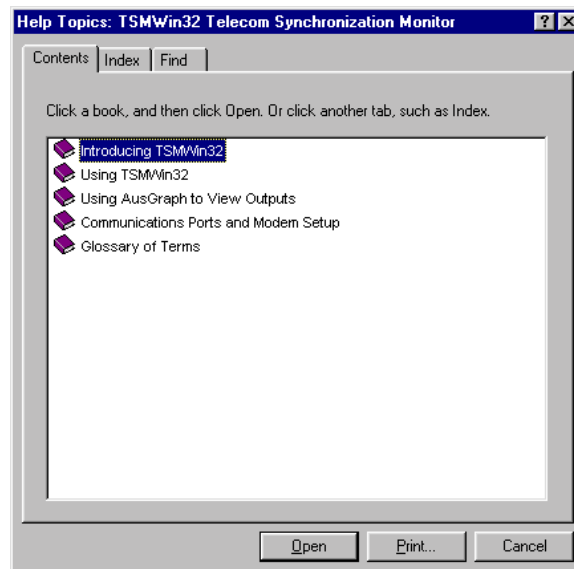 Help Topics: TSMWin32 Telecom Synchronization Monitor
Contents Index Find
Click a book, and then click Open. Or click another tab, such as Index.
Introducing TSMWin32
Using TSMWin32
Using AusGraph to View Outputs
Communications Ports and Modem Setup
Glossary of Terms
Open Print... Cancel